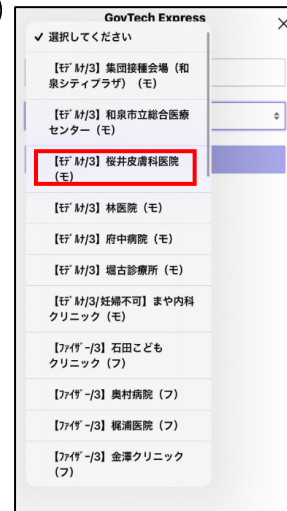 )
GovTech Express
×
✓ 選択してください
【ﾓﾃﾞﾙﾅ/3】集団接種会場（和
泉シティプラザ）（モ）
【ﾓﾃﾞﾙﾅ/3】和泉市立総合医療
センター（モ）
【ﾓﾃﾞﾙﾅ/3】桜井皮膚科医院
（モ）
【ﾓﾃﾞﾙﾅ/3】林医院（モ）
【ﾓﾃﾞﾙﾅ/3】府中病院（モ）
【ﾓﾃﾞﾙﾅ/3】堀古診療所（モ）
【ﾓﾃﾞﾙﾅ/3/妊婦不可】まや内科
クリニック（モ）
【ﾌｧｲｻﾞｰ/3】石田こども
クリニック（フ）
【ﾌｧｲｻﾞｰ/3】奥村病院（フ）
【ﾌｧｲｻﾞｰ/3】梶浦医院（フ）
【ﾌｧｲｻﾞｰ/3】金澤クリニック
（フ）